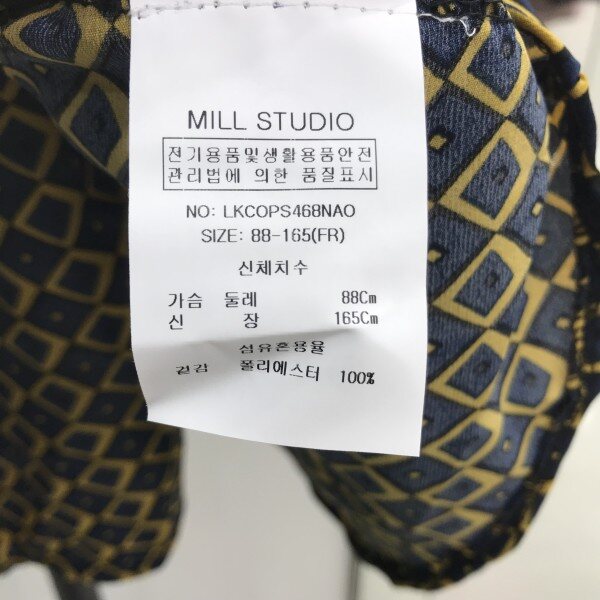 MILL STUDIO
전기용품및생활용품안전
관리법에 의한 품질표시
NO: LKCOPS468NAO
SIZE: 88-165(FR)
신체치수
가슴 둘레 88Cm
신 장 165Cm
섬유혼용율
겉감 폴리에스터 100%